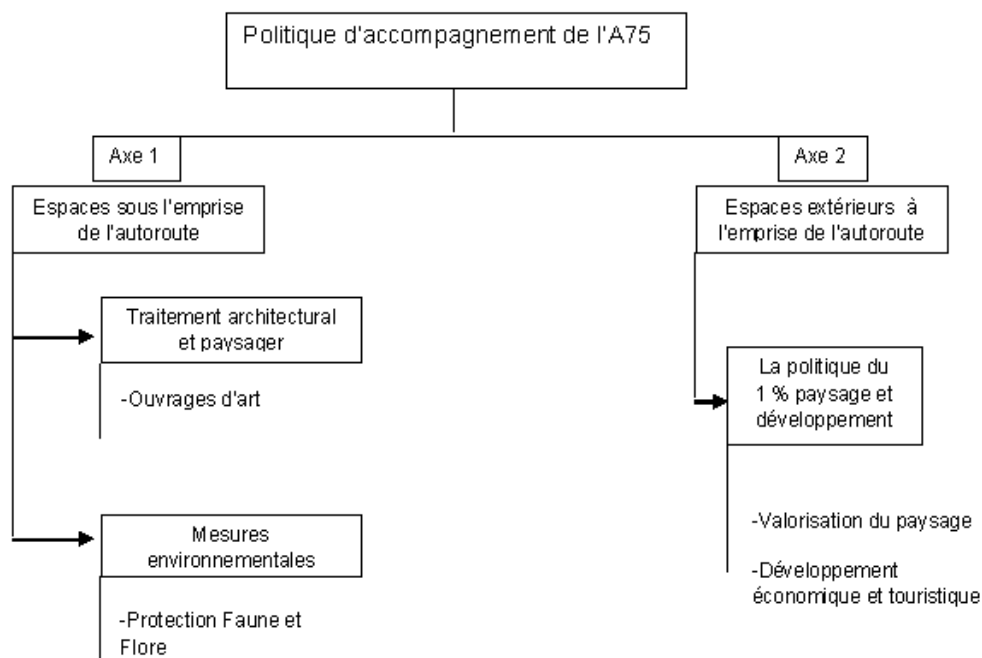 Politique d'accompagnement de l'A75
Axe 1
Espaces sous l'emprise
de l'autoroute
Traitement architectural
et paysager
-Ouvrages d'art
Mesures
environnementales
-Protection Faune et
Flore
Axe 2
Espaces extérieurs à
l'emprise de l'autoroute
La politique du
1 % paysage et
développement
-Valorisation du paysage
-Développement
économique et touristique